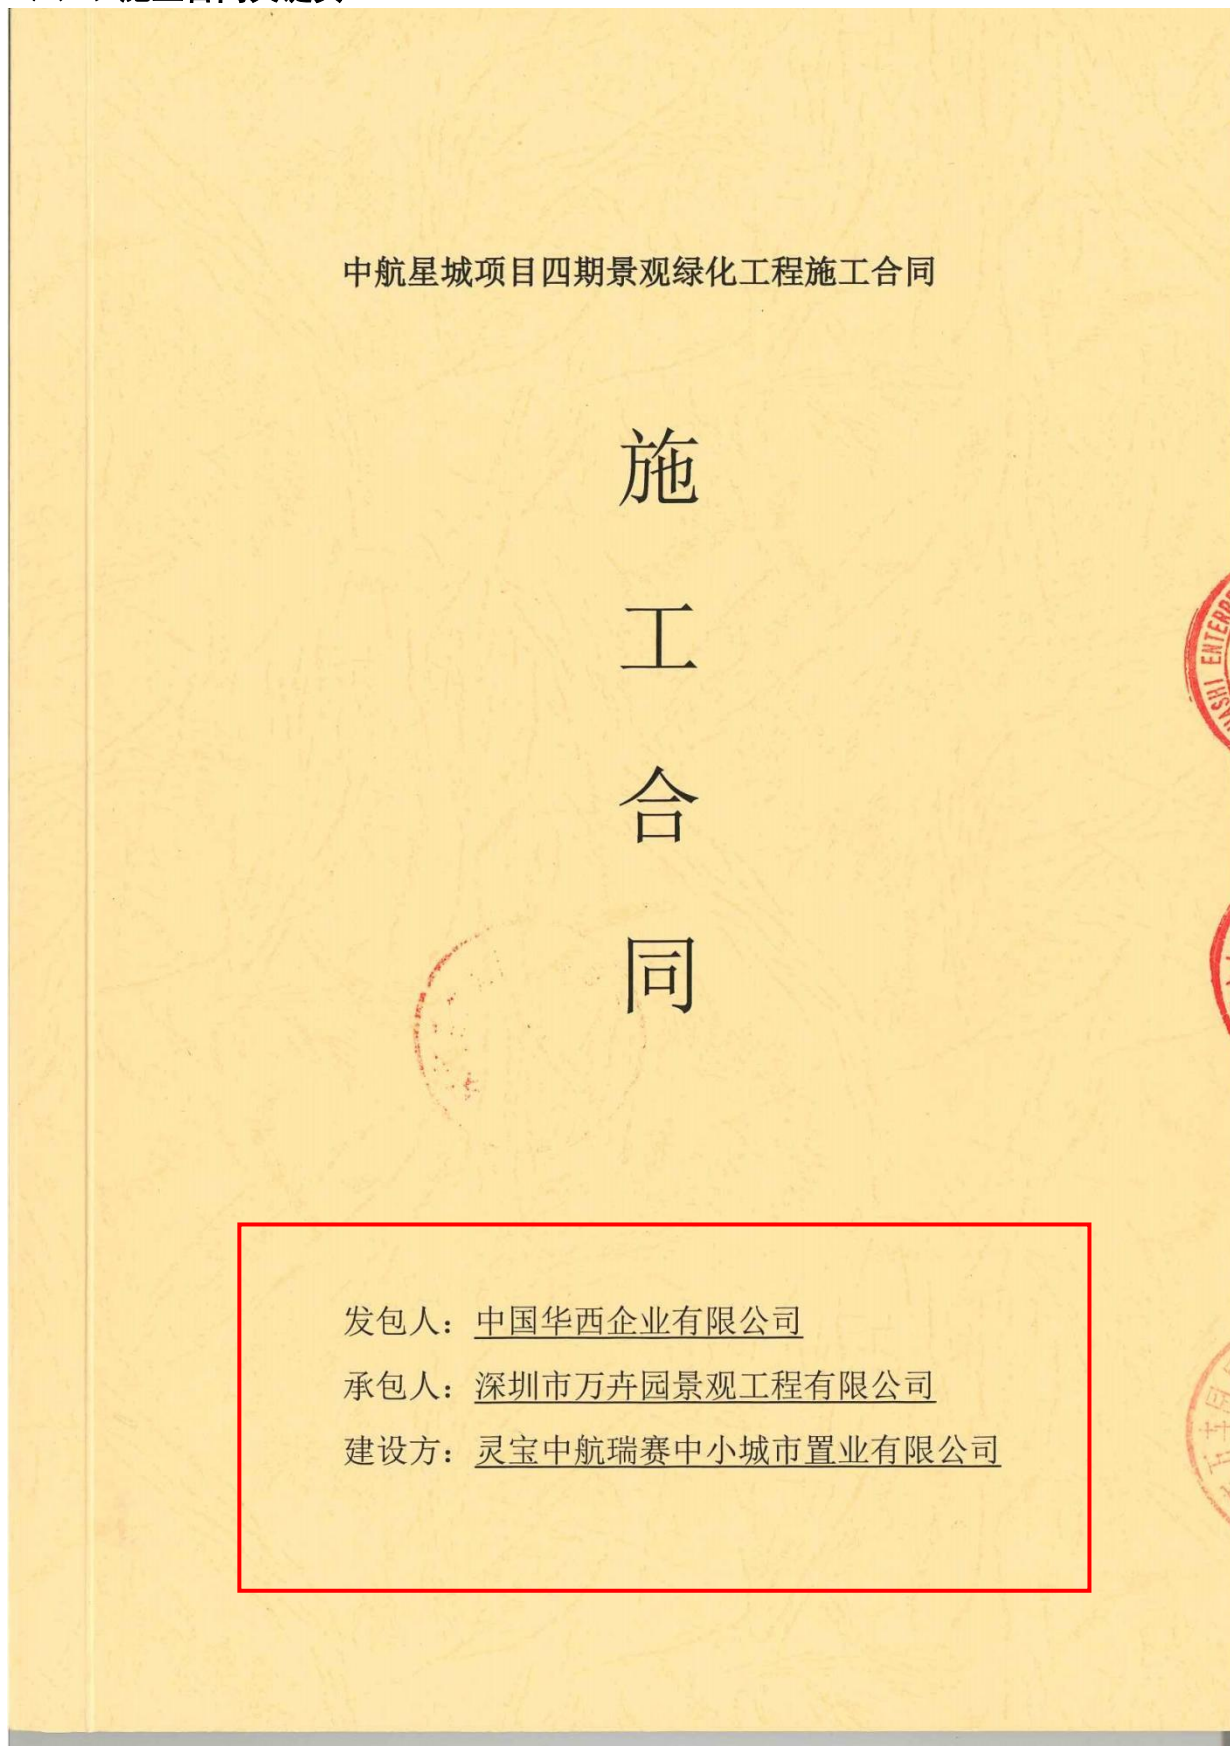 中航星城项目四期景观绿化工程施工合同
施
工
合
同
发包人：中国华西企业有限公司
承包人：深圳市万卉园景观工程有限公司
建设方：灵宝中航瑞赛中小城市置业有限公司